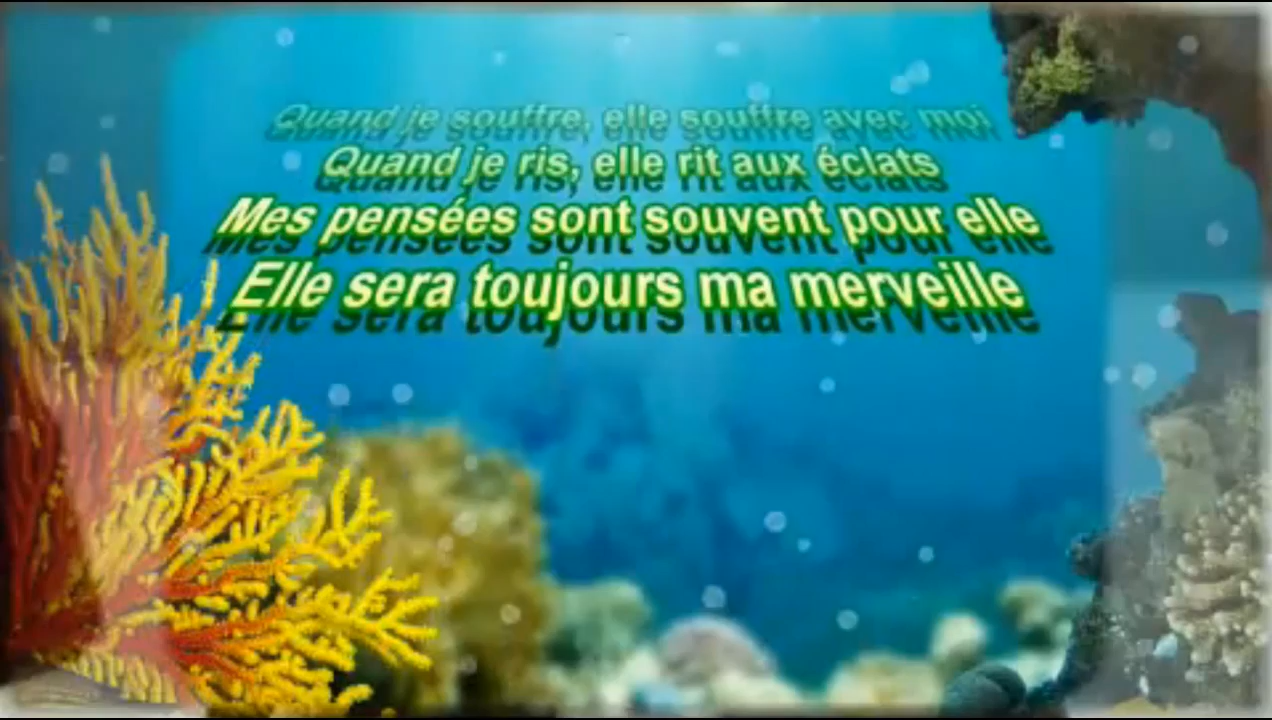 Quand je souffre, elle souffre avec moi
Quand je ris, elle rit aux éclats
Mes pensées sont souvent pour elle
Elle sera toujours ma merveille